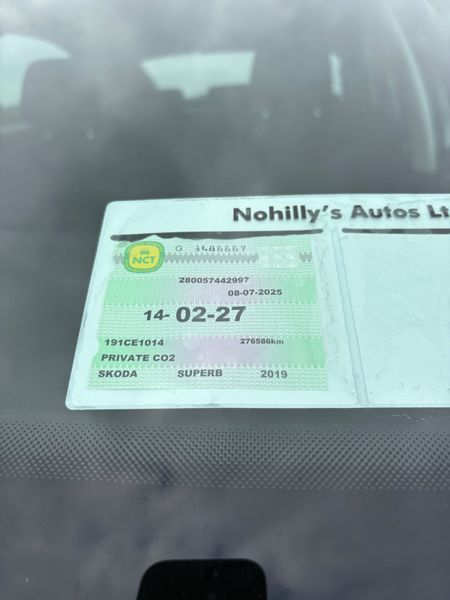 Nohilly's Autos Lt
NCT
280057442997
08-07-2025
14- 02-27
191CE1014 276586km
PRIVATE CO2
SKODA SUPERB 2019